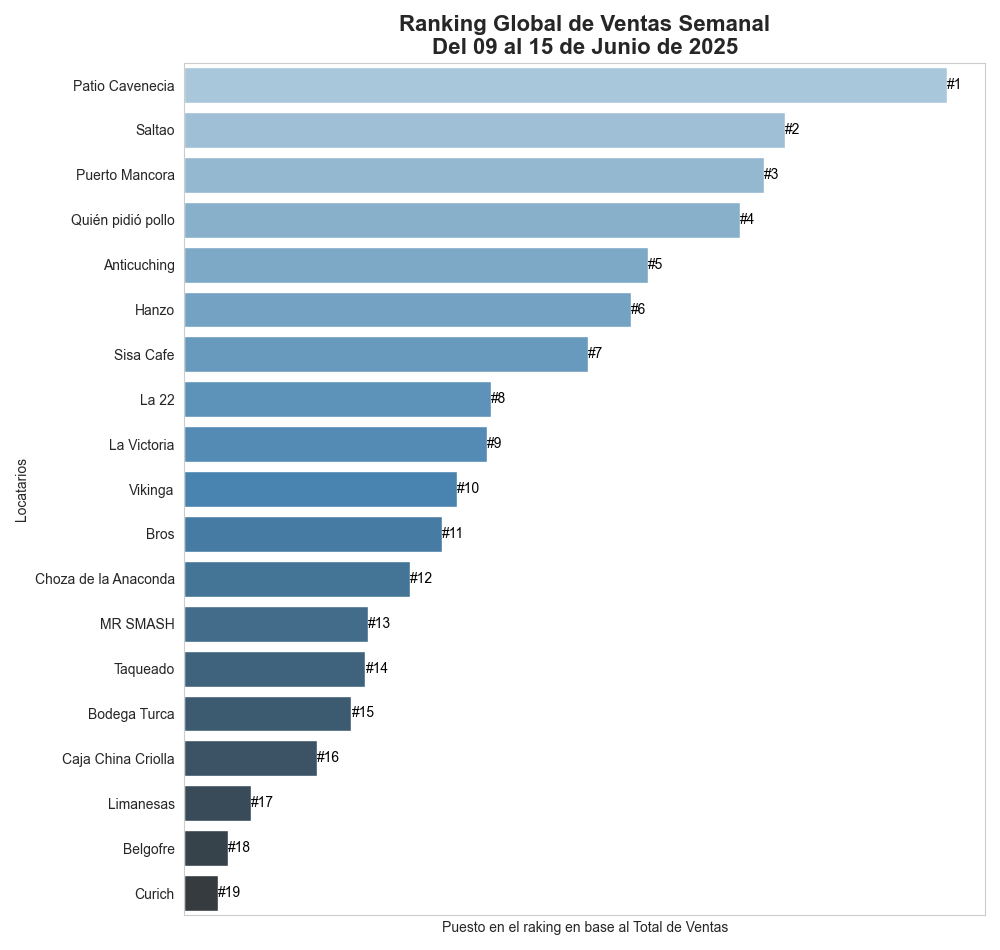 Ranking Global de Ventas Semanal
Del 09 al 15 de Junio de 2025
Locatarios
Patio Cavenecia #1
Saltao #2
Puerto Mancora #3
Quién pidió pollo #4
Anticuching #5
Hanzo #6
Sisa Cafe #7
La 22 #8
La Victoria #9
Vikinga #10
Bros #11
Choza de la Anaconda #12
MR SMASH #13
Taqueado #14
Bodega Turca #15
Caja China Criolla #16
Limanesas #17
Belgofre #18
Curich #19
Puesto en el raking en base al Total de Ventas